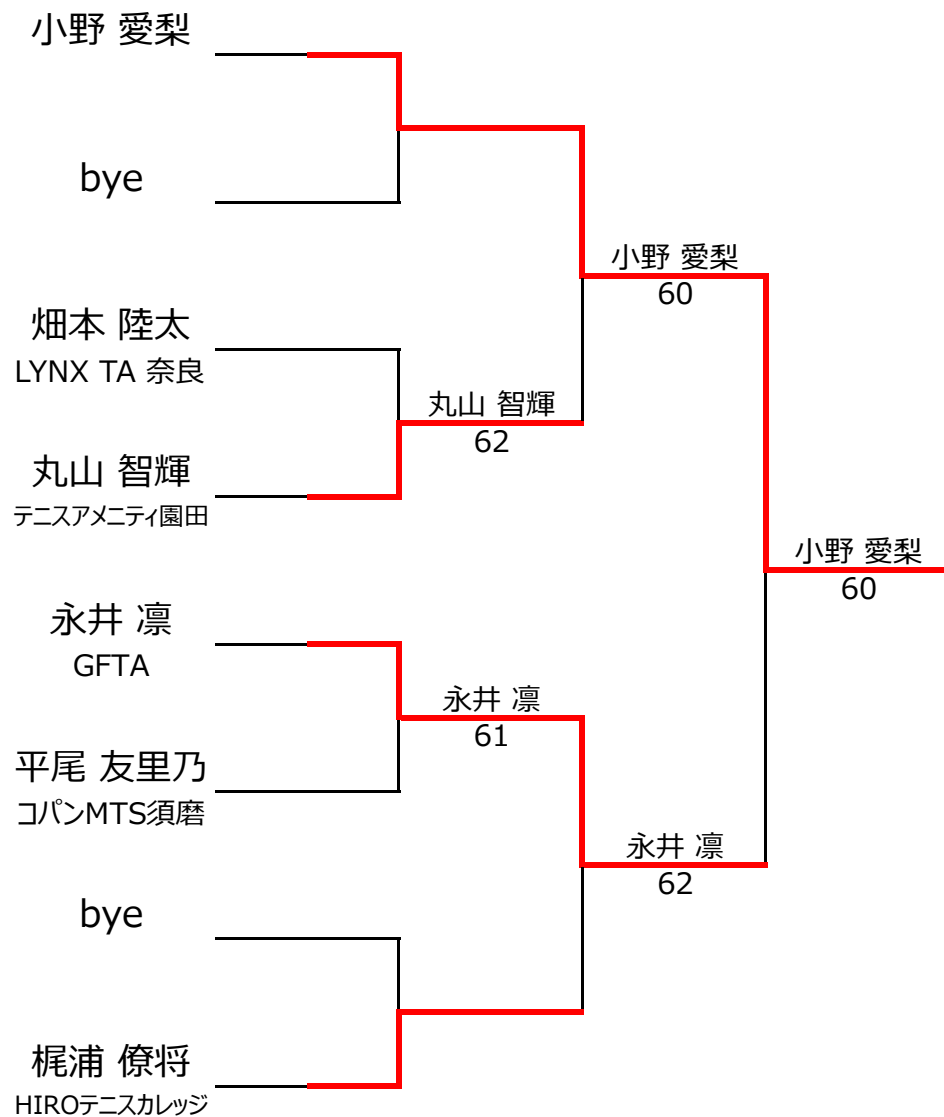 小野 愛梨
bye
小野 愛梨
60
畑本 陸太
LYNX TA 奈良
丸山 智輝
62
丸山 智輝
テニスアメニティ園田
小野 愛梨
60
永井 凛
GFTA
永井 凛
61
平尾 友里乃
コパンMTS須磨
永井 凛
62
bye
梶浦 僚将
HIROテニスカレッジ